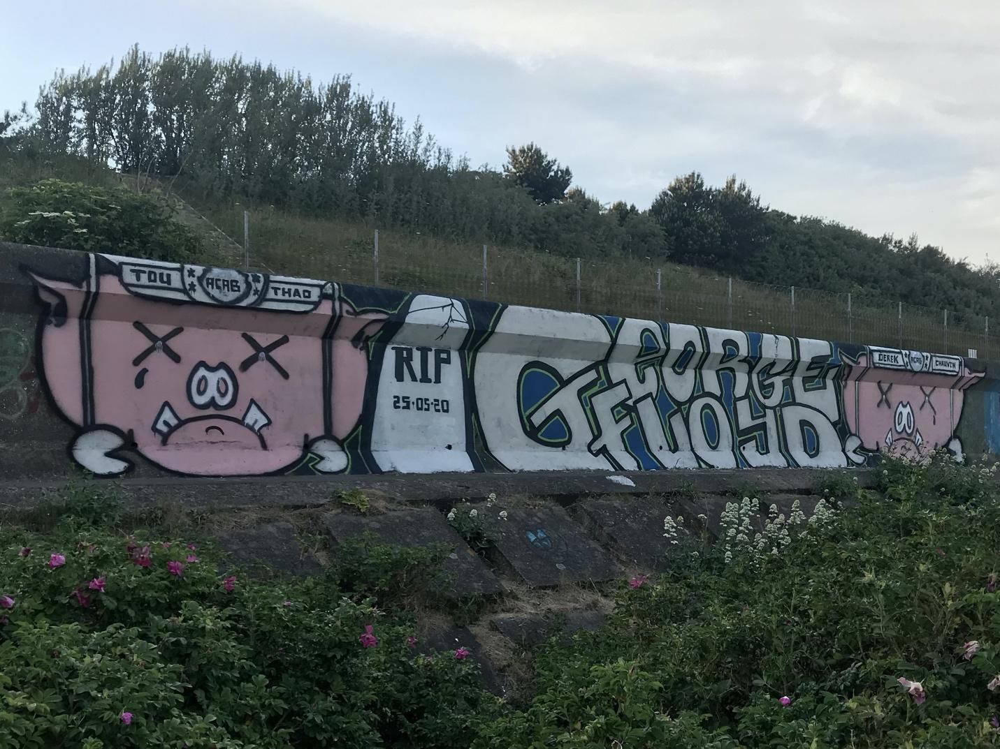 TOU ACAB THAO
RIP
25·05·20
GEORGE
FLOYD
DEREK ACAB CHAUVIN